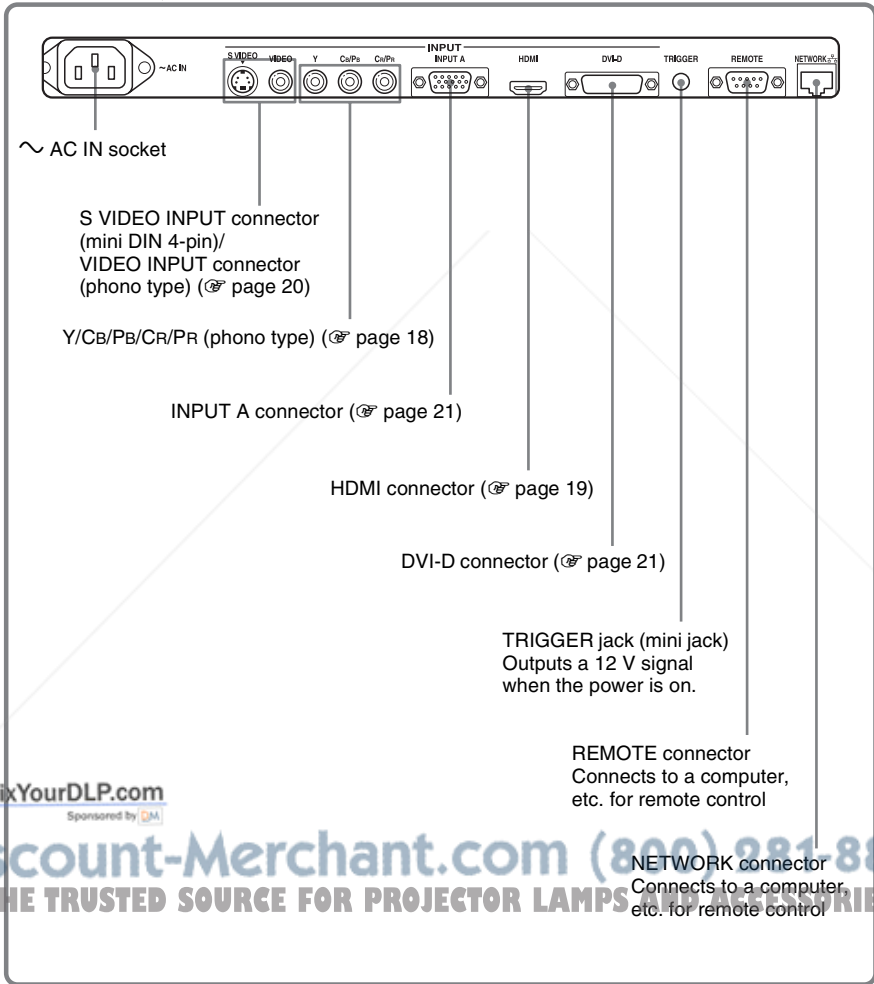 INPUT
~AC IN
S VIDEO
VIDEO
Y
CB/PB
CR/PR
INPUT A
HDMI
DVI-D
TRIGGER
REMOTE
NETWORK
~ AC IN socket
S VIDEO INPUT connector
(mini DIN 4-pin)/
VIDEO INPUT connector
(phono type) (☞ page 20)
Y/CB/PB/CR/PR (phono type) (☞ page 18)
INPUT A connector (☞ page 21)
HDMI connector (☞ page 19)
DVI-D connector (☞ page 21)
TRIGGER jack (mini jack)
Outputs a 12 V signal
when the power is on.
REMOTE connector
Connects to a computer,
etc. for remote control
NETWORK connector
Connects to a computer,
etc. for remote control
ixYourDLP.com
Sponsored by DM
scount-Merchant.com (800) 281-88
HE TRUSTED SOURCE FOR PROJECTOR LAMPS AND ACCESSORIE